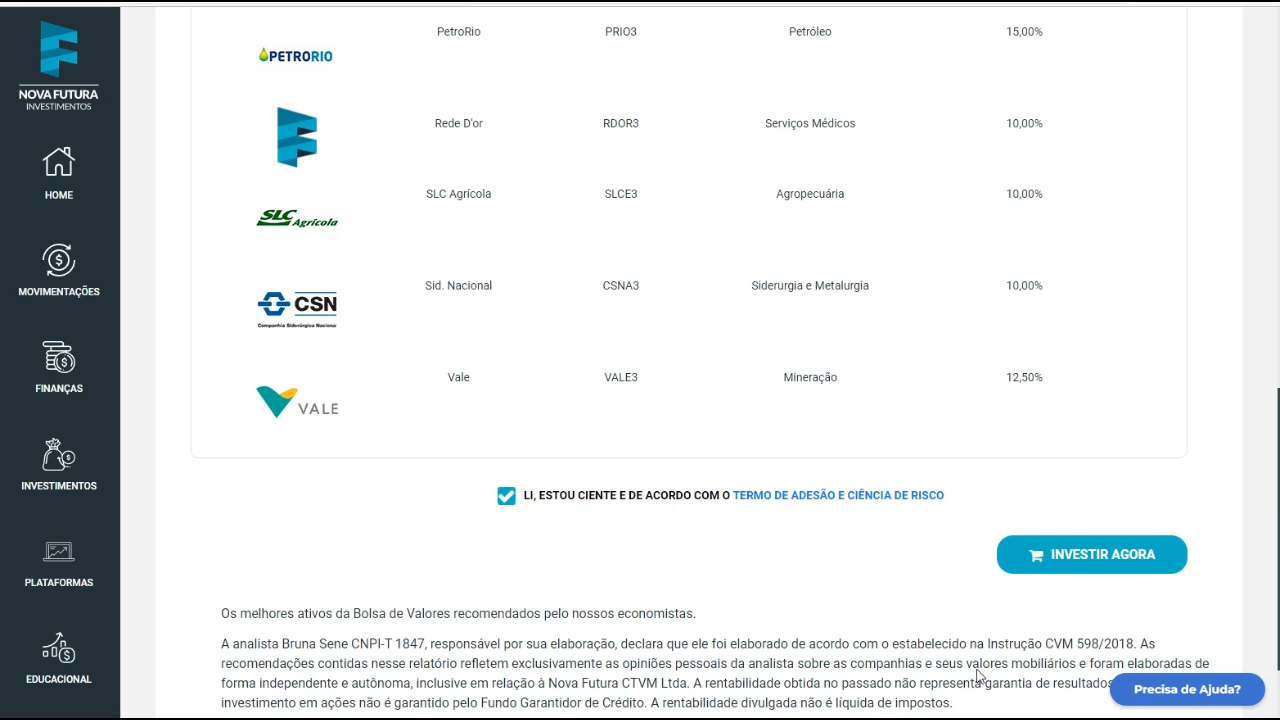 NOVA FUTURA
INVESTIMENTOS
HOME
MOVIMENTAÇÕES
FINANÇAS
INVESTIMENTOS
PLATAFORMAS
EDUCACIONAL
PetroRio PRIO3 Petróleo 15,00%
PETRORIO
Rede D'or RDOR3 Serviços Médicos 10,00%
SLC Agrícola SLCE3 Agropecuária 10,00%
SLC Agrícola
Sid. Nacional CSNA3 Siderurgia e Metalurgia 10,00%
CSN
Companhia Siderúrgica Nacional
Vale VALE3 Mineração 12,50%
VALE
LI, ESTOU CIENTE E DE ACORDO COM O TERMO DE ADESÃO E CIÊNCIA DE RISCO
INVESTIR AGORA
Os melhores ativos da Bolsa de Valores recomendados pelo nossos economistas.
A analista Bruna Sene CNPI-T 1847, responsável por sua elaboração, declara que ele foi elaborado de acordo com o estabelecido na Instrução CVM 598/2018. As
recomendações contidas nesse relatório refletem exclusivamente as opiniões pessoais da analista sobre as companhias e seus valores mobiliários e foram elaboradas de
forma independente e autônoma, inclusive em relação à Nova Futura CTVM Ltda. A rentabilidade obtida no passado não representa garantia de resultados
investimento em ações não é garantido pelo Fundo Garantidor de Crédito. A rentabilidade divulgada não é líquida de impostos.
Precisa de Ajuda?